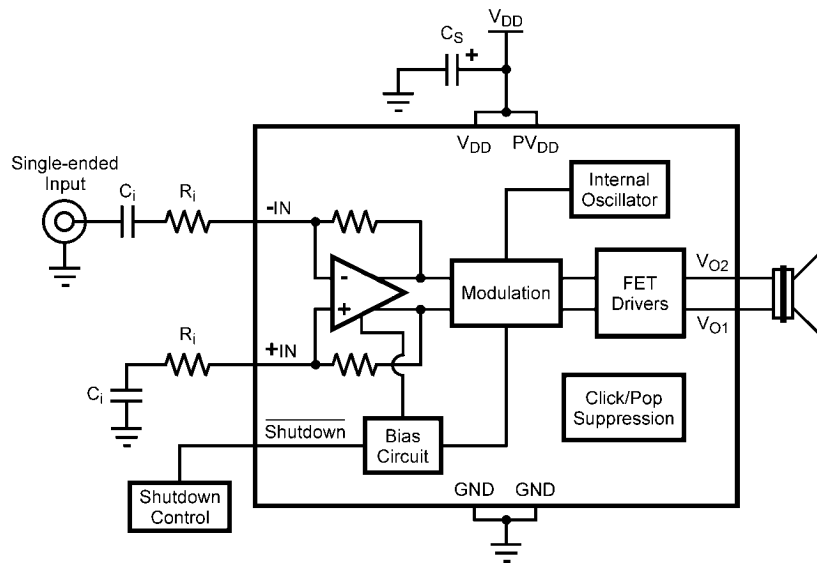 VDD
CS
+
VDD PVDD
Single-ended
Input
Ci
Ri
-IN
Internal
Oscillator
-
+
Modulation
FET
Drivers
VO2
VO1
Ri
+IN
Ci
Shutdown
Bias
Circuit
Click/Pop
Suppression
Shutdown
Control
GND GND